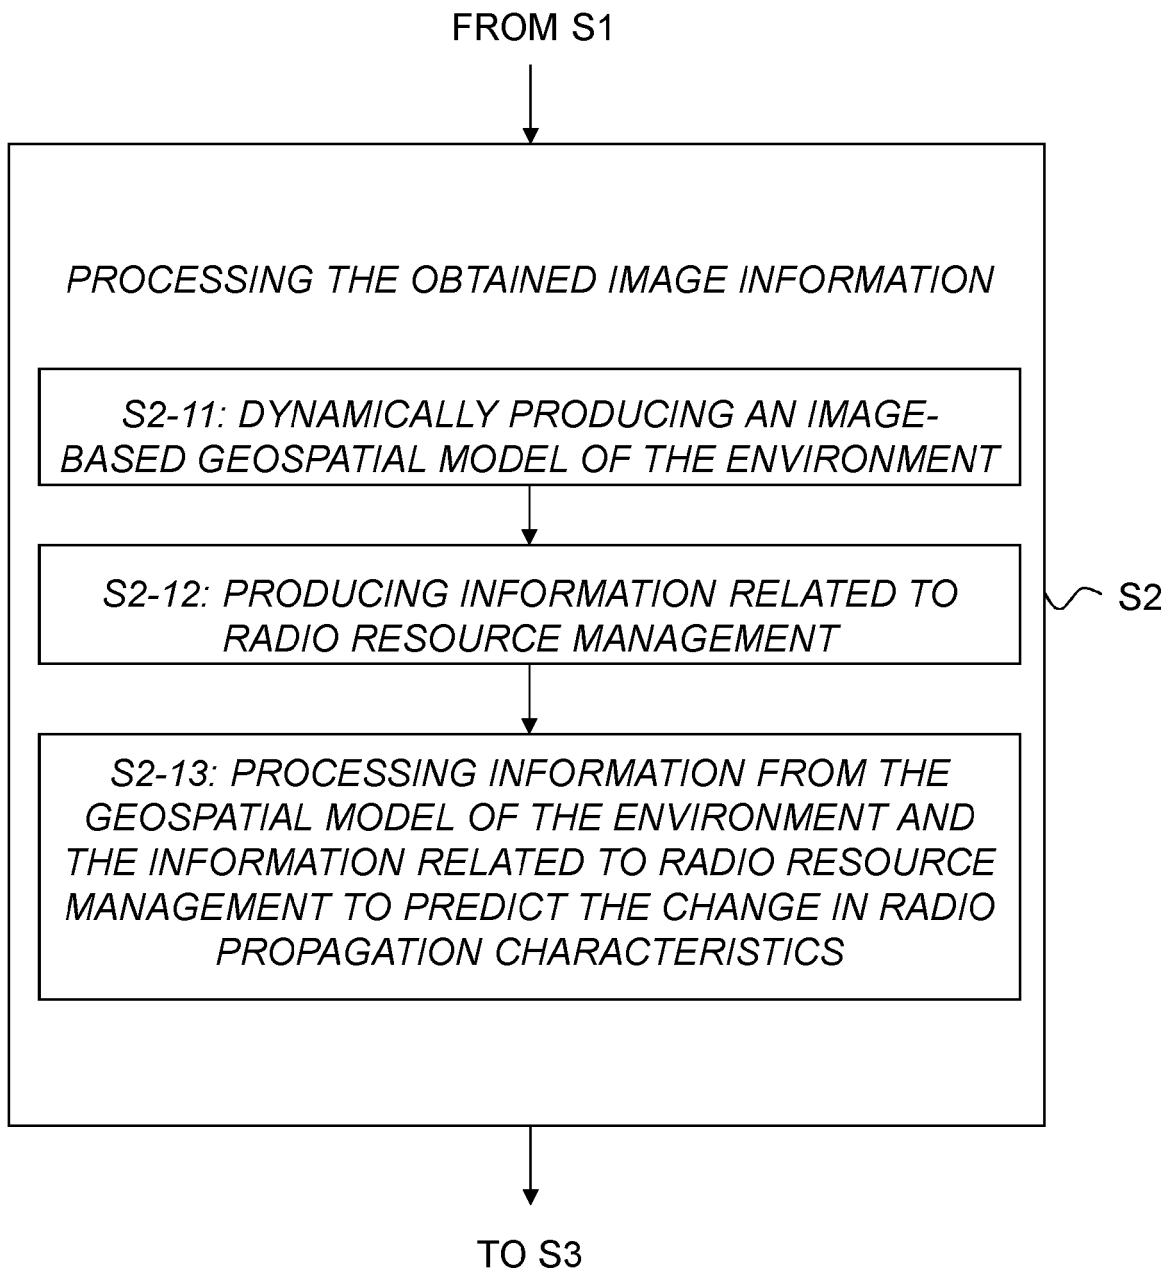 FROM S1
PROCESSING THE OBTAINED IMAGE INFORMATION
S2-11: DYNAMICALLY PRODUCING AN IMAGE-
BASED GEOSPATIAL MODEL OF THE ENVIRONMENT
S2-12: PRODUCING INFORMATION RELATED TO
RADIO RESOURCE MANAGEMENT
S2
S2-13: PROCESSING INFORMATION FROM THE
GEOSPATIAL MODEL OF THE ENVIRONMENT AND
THE INFORMATION RELATED TO RADIO RESOURCE
MANAGEMENT TO PREDICT THE CHANGE IN RADIO
PROPAGATION CHARACTERISTICS
TO S3